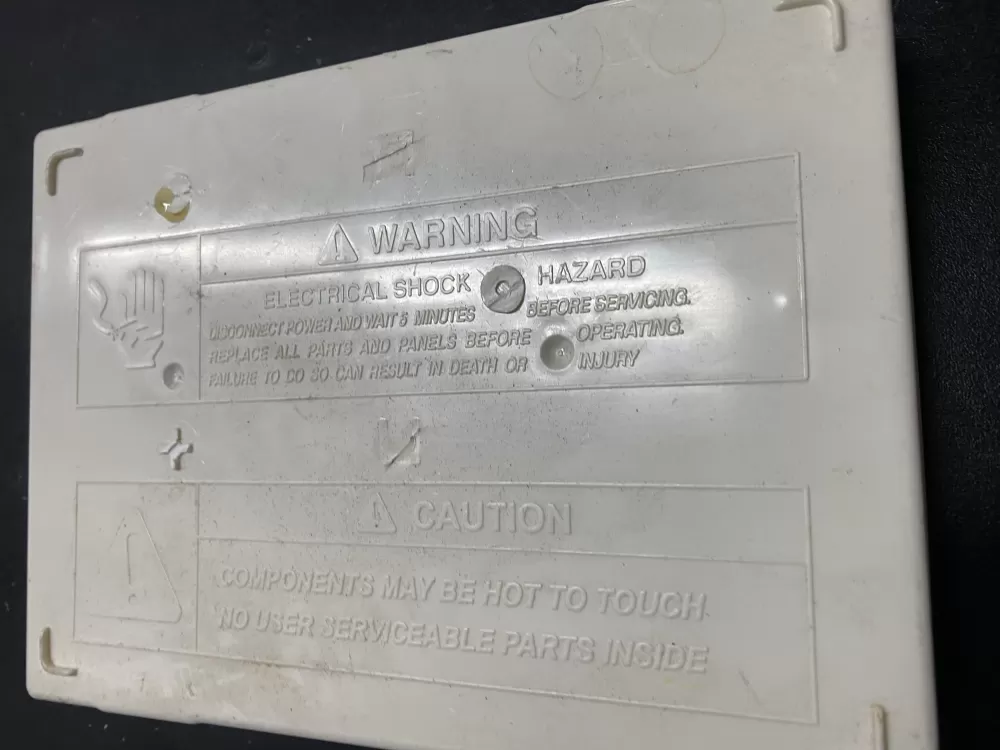 WARNING
ELECTRICAL SHOCK HAZARD
DISCONNECT POWER AND WAIT 5 MINUTES BEFORE SERVICING.
REPLACE ALL PARTS AND PANELS BEFORE OPERATING.
FAILURE TO DO SO CAN RESULT IN DEATH OR INJURY
CAUTION
COMPONENTS MAY BE HOT TO TOUCH
NO USER SERVICEABLE PARTS INSIDE